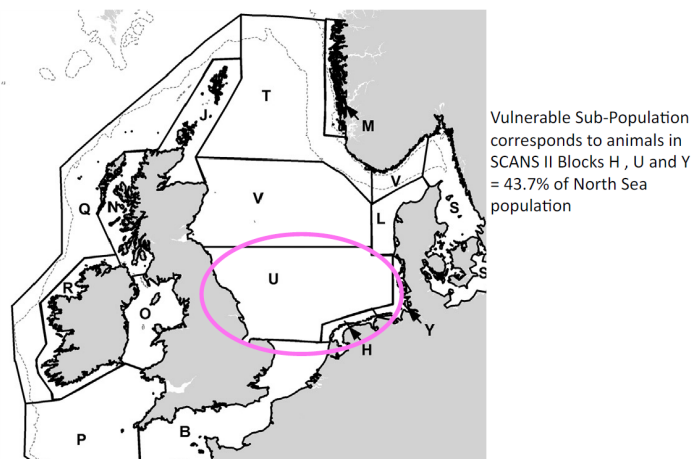 T
J
M
Vulnerable Sub-Population
corresponds to animals in
SCANS II Blocks H , U and Y
= 43.7% of North Sea
population
V
Q
N
V
L
S
U
S
R
O
Y
H
P
B